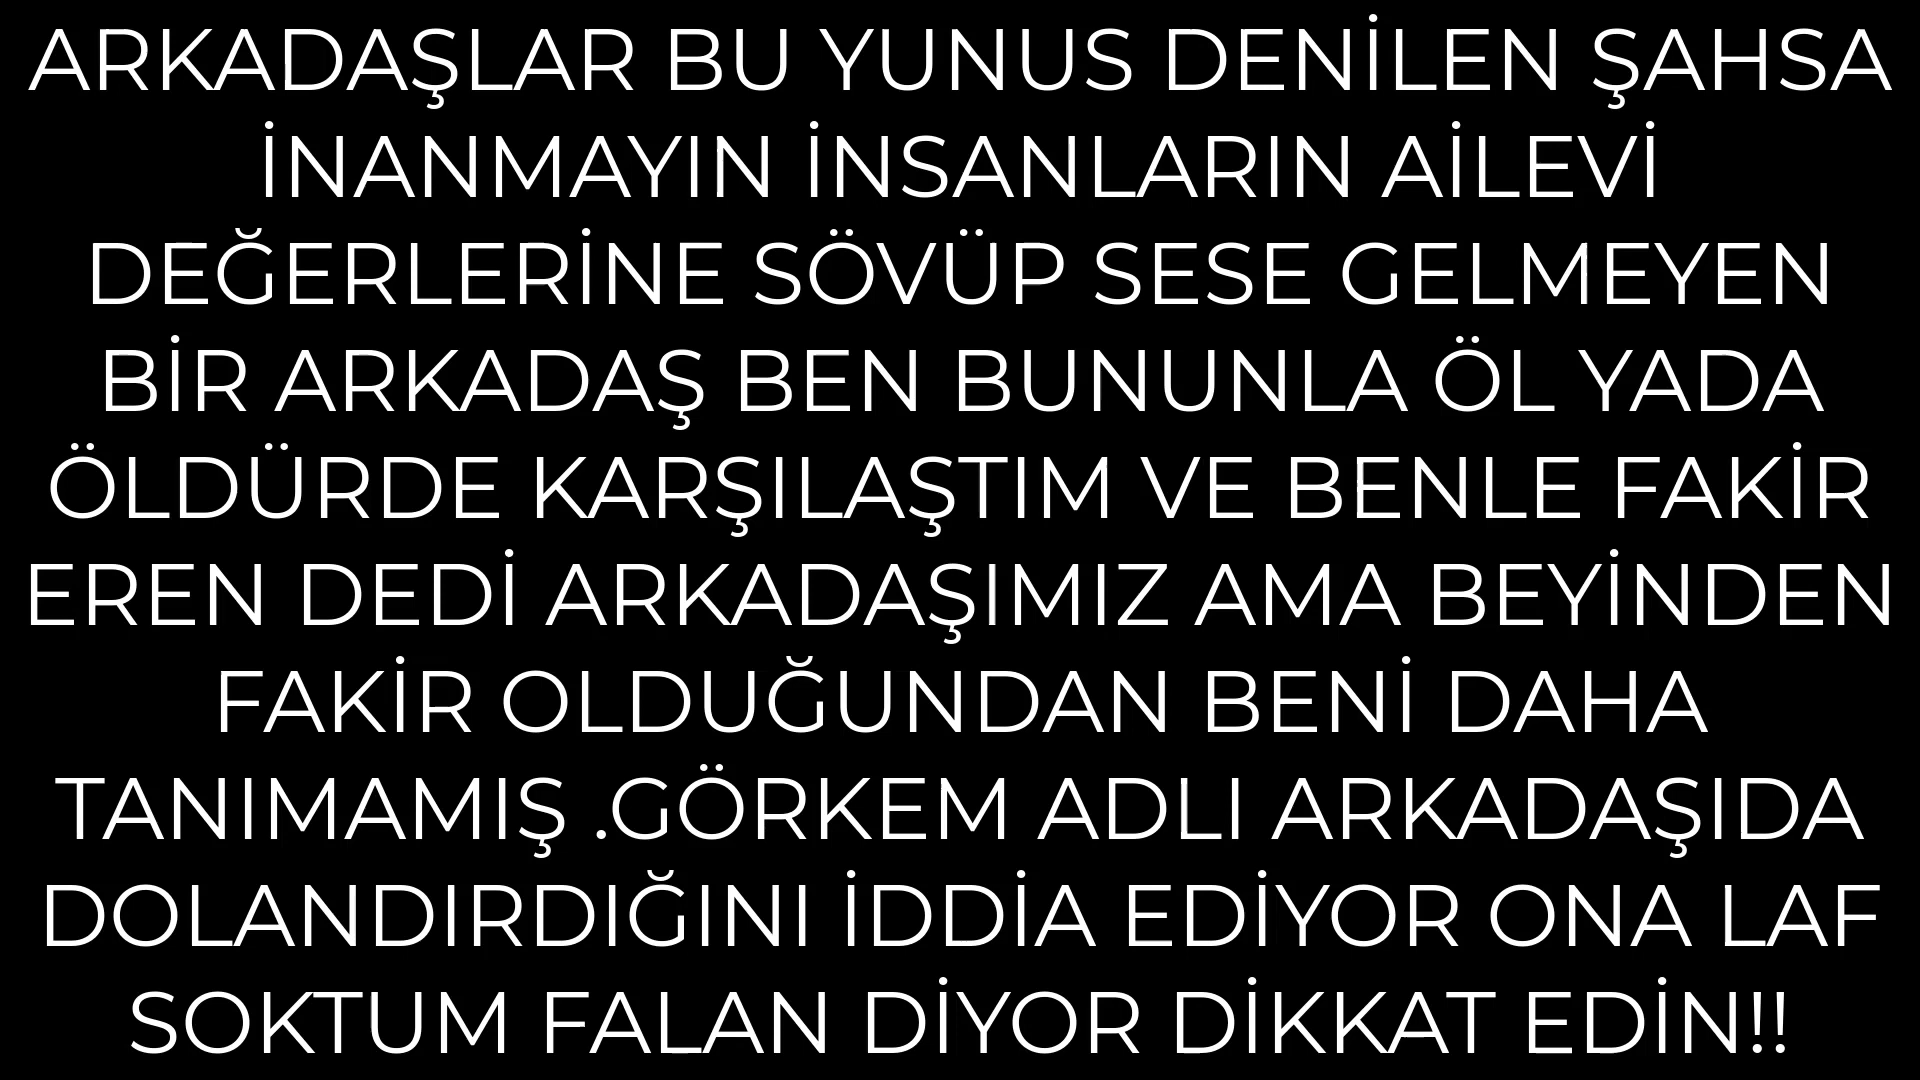 ARKADAŞLAR BU YUNUS DENİLEN ŞAHSA
İNANMAYIN İNSANLARIN AİLEVİ
DEĞERLERİNE SÖVÜP SESE GELMEYEN
BİR ARKADAŞ BEN BUNUNLA ÖL YADA
ÖLDÜRDE KARŞILAŞTIM VE BENLE FAKİR
EREN DEDİ ARKADAŞIMIZ AMA BEYİNDEN
FAKİR OLDUĞUNDAN BENİ DAHA
TANIMAMIŞ .GÖRKEM ADLI ARKADAŞIDA
DOLANDIRDIĞINI İDDİA EDİYOR ONA LAF
SOKTUM FALAN DİYOR DİKKAT EDİN!!